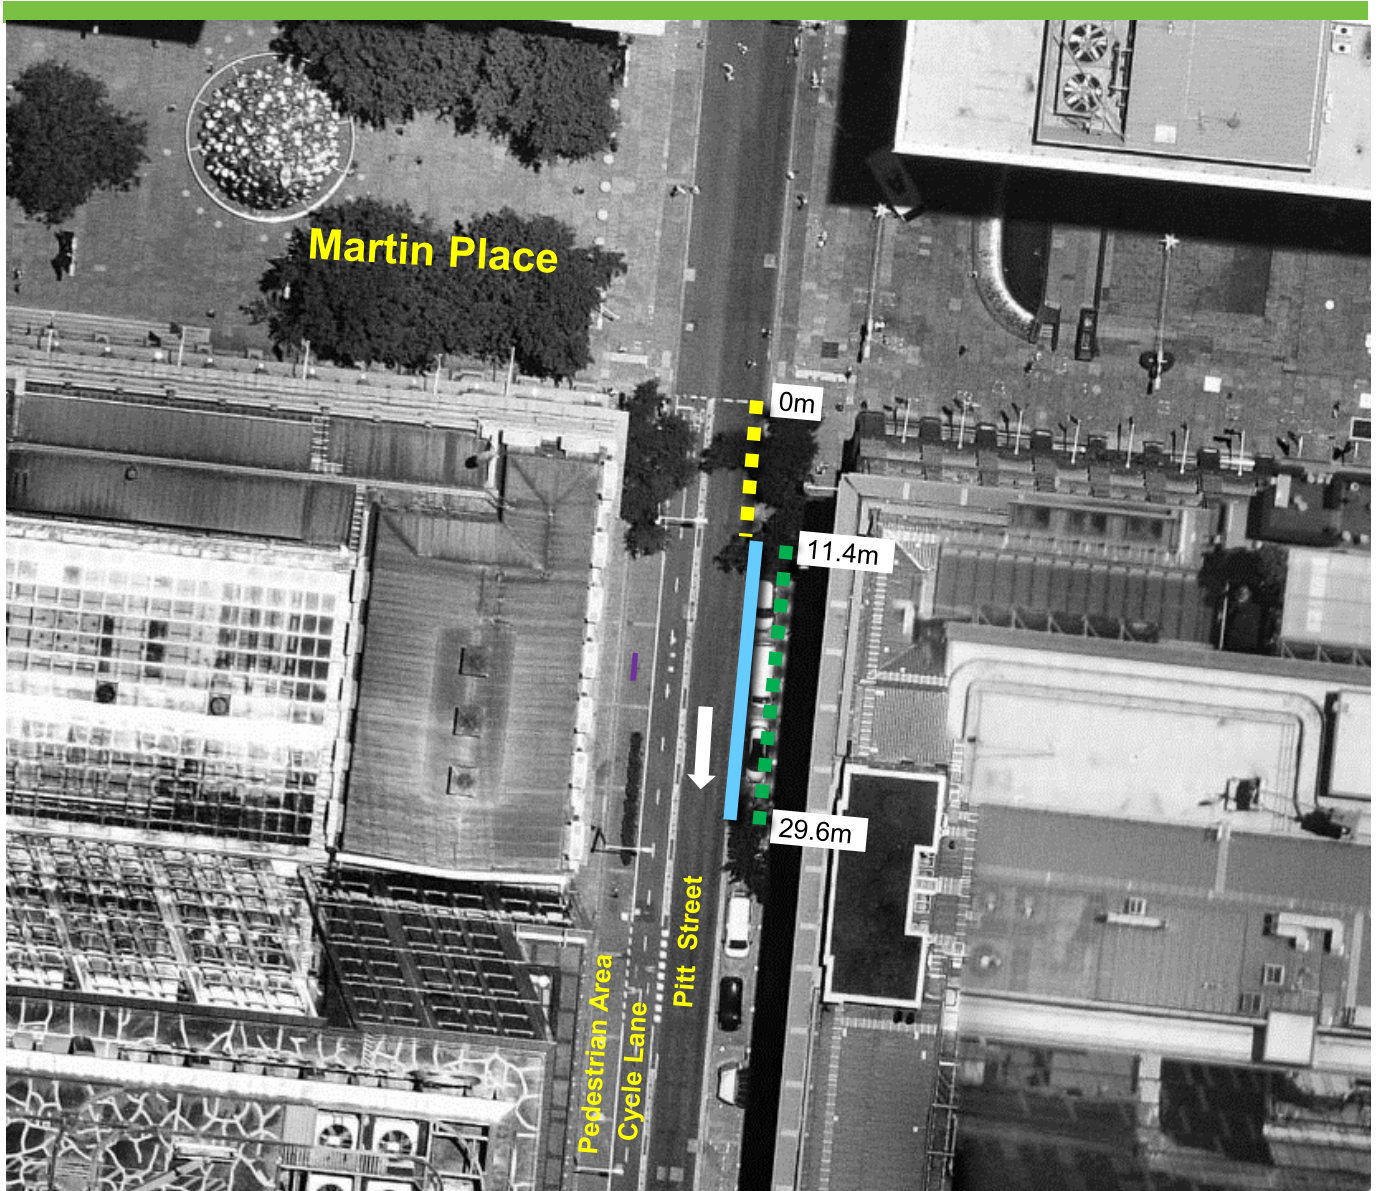 Martin Place
0m
11.4m
29.6m
Pitt Street
Pedestrian Area
Cycle Lane